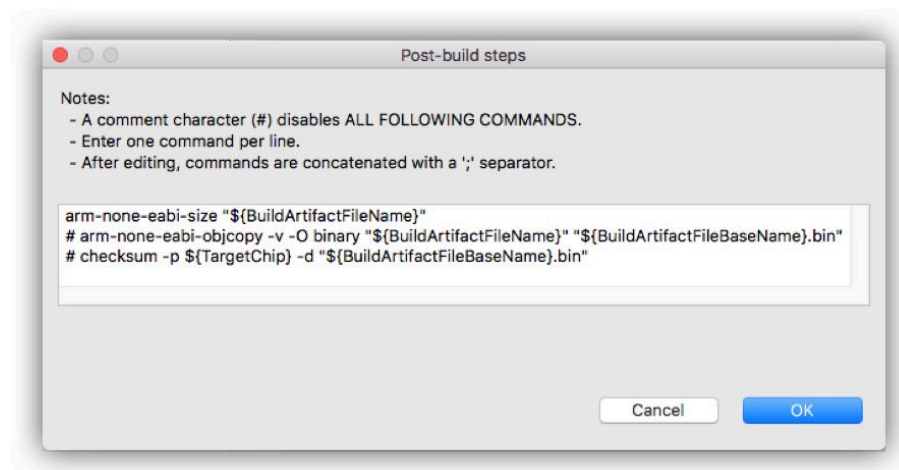 Post-build steps
Notes:
- A comment character (#) disables ALL FOLLOWING COMMANDS.
- Enter one command per line.
- After editing, commands are concatenated with a ';' separator.
arm-none-eabi-size "${BuildArtifactFileName}"
# arm-none-eabi-objcopy -v -O binary "${BuildArtifactFileName}" "${BuildArtifactFileBaseName}.bin"
# checksum -p ${TargetChip} -d "${BuildArtifactFileBaseName}.bin"
Cancel
OK